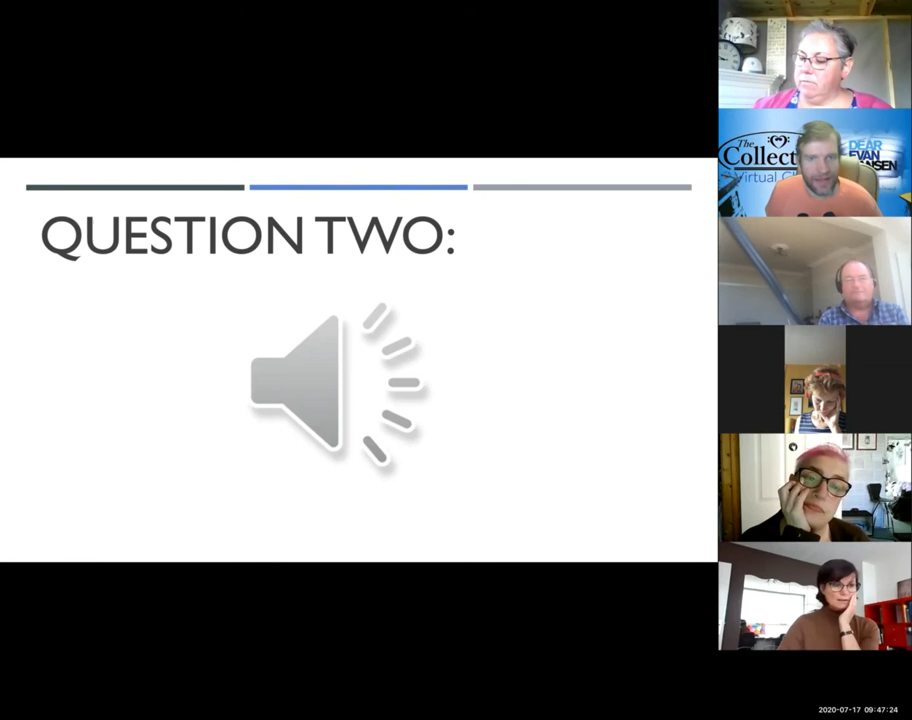 QUESTION TWO:
The
Collect
Virtual
DEAR
EVAN
2020-07-17 09:47:24